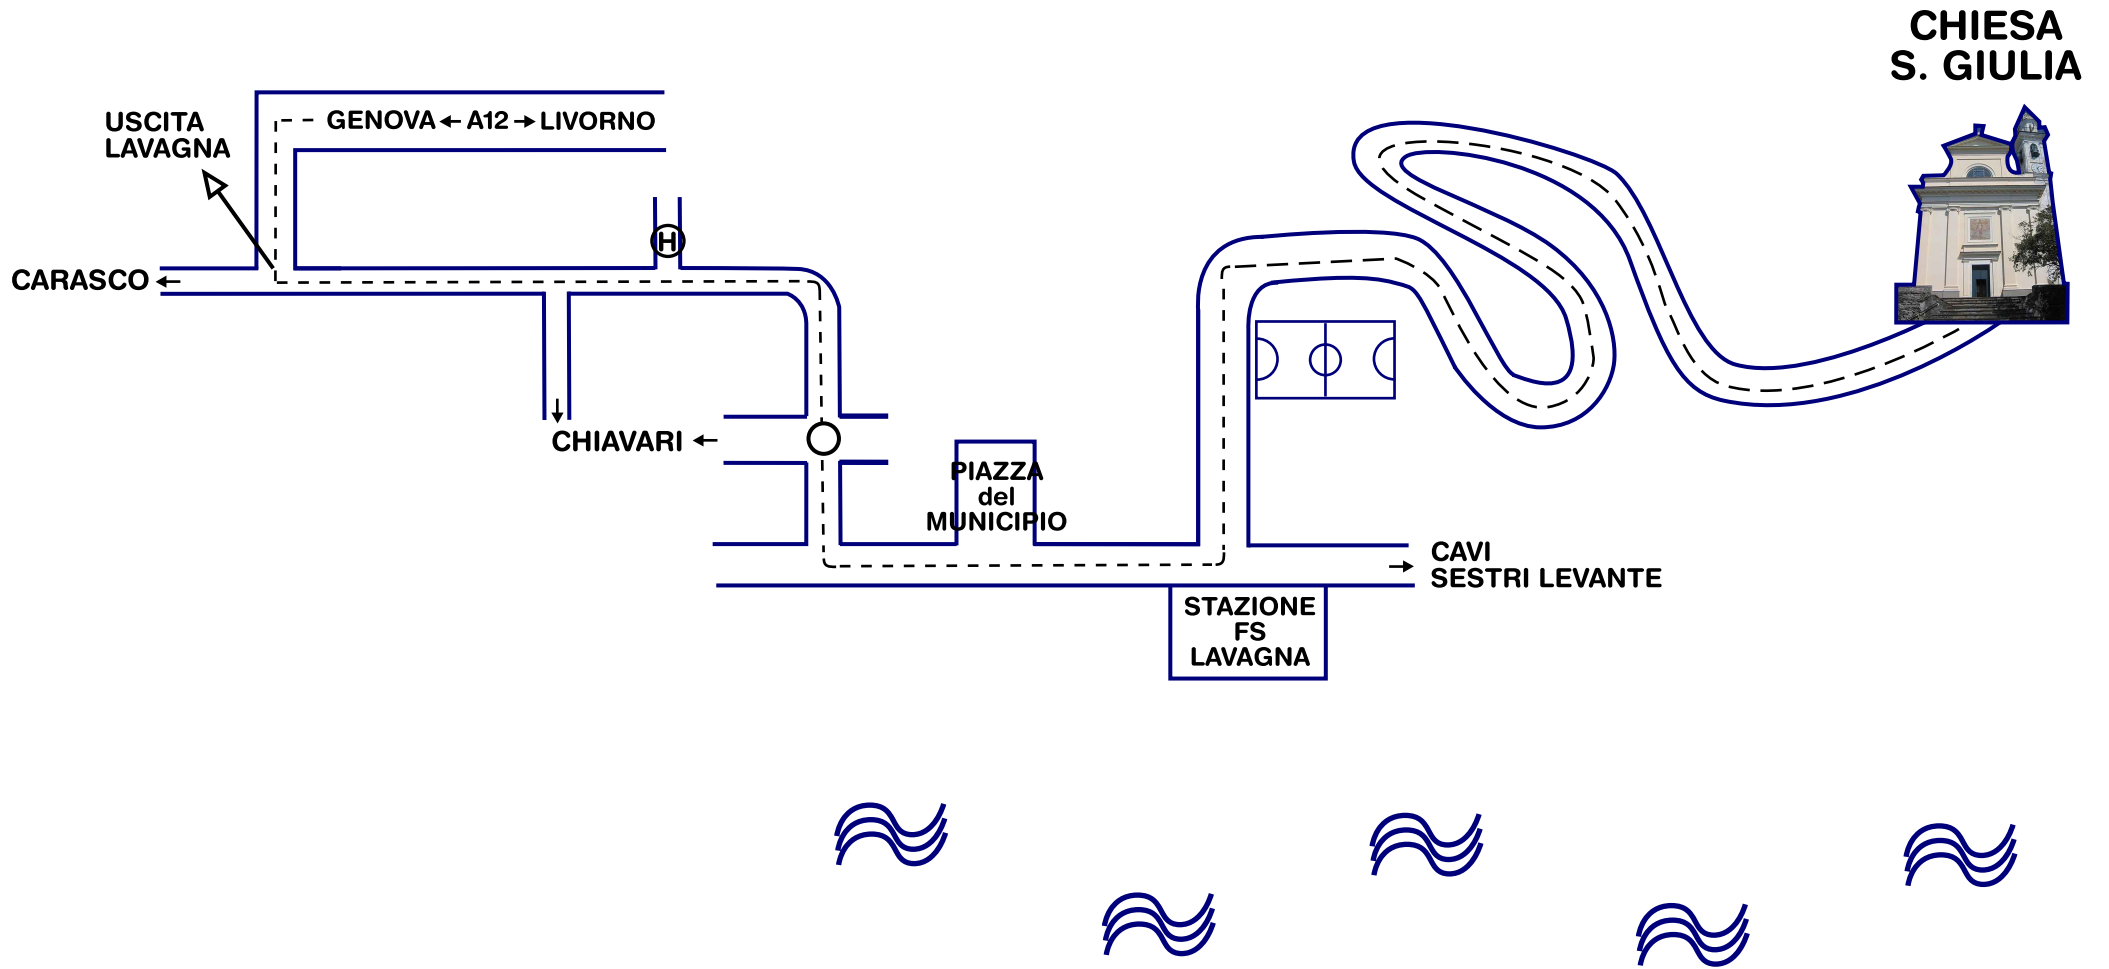 CHIESA
S. GIULIA
USCITA
LAVAGNA
GENOVA A12 LIVORNO
H
CARASCO
CHIAVARI
PIAZZA
del
MUNICIPIO
CAVI
SESTRI LEVANTE
STAZIONE
FS
LAVAGNA